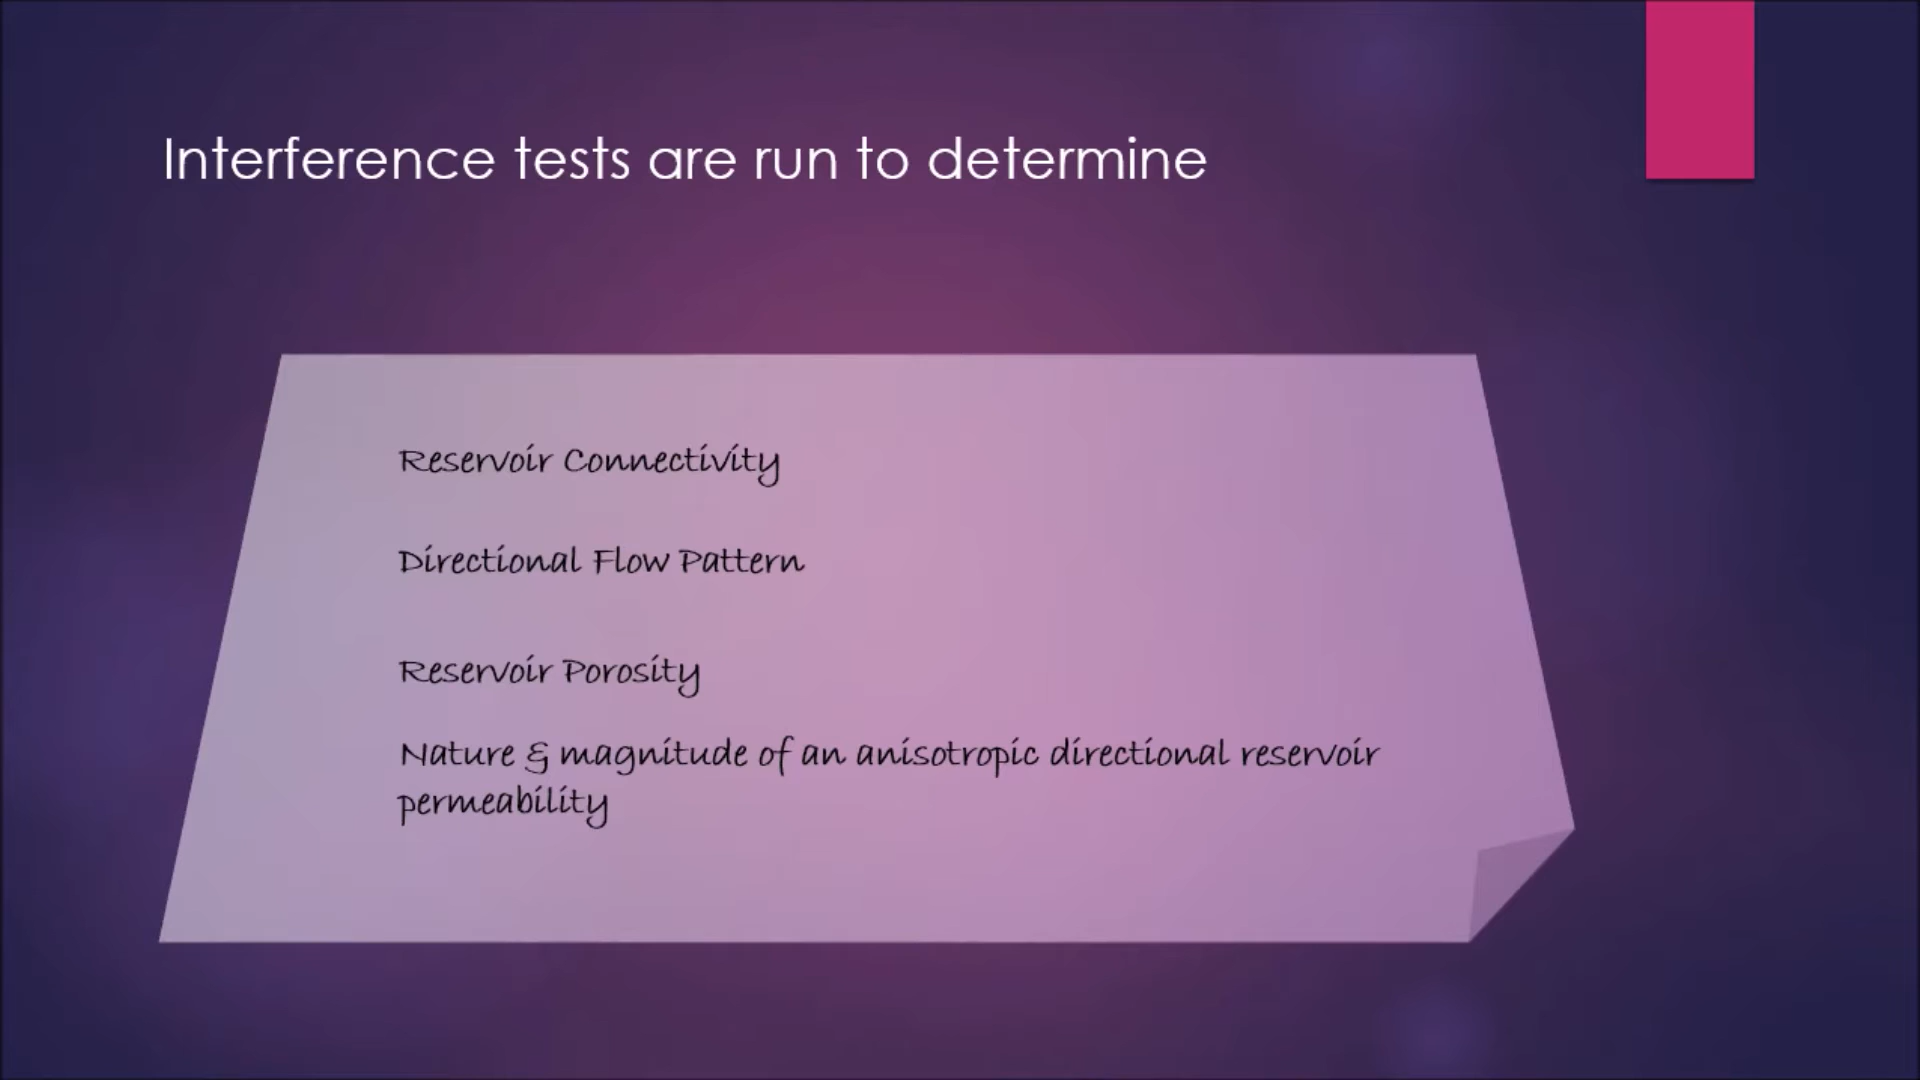 Interference tests are run to determine
Reservoir Connectivity
Directional Flow Pattern
Reservoir Porosity
Nature & magnitude of an anisotropic directional reservoir
permeability